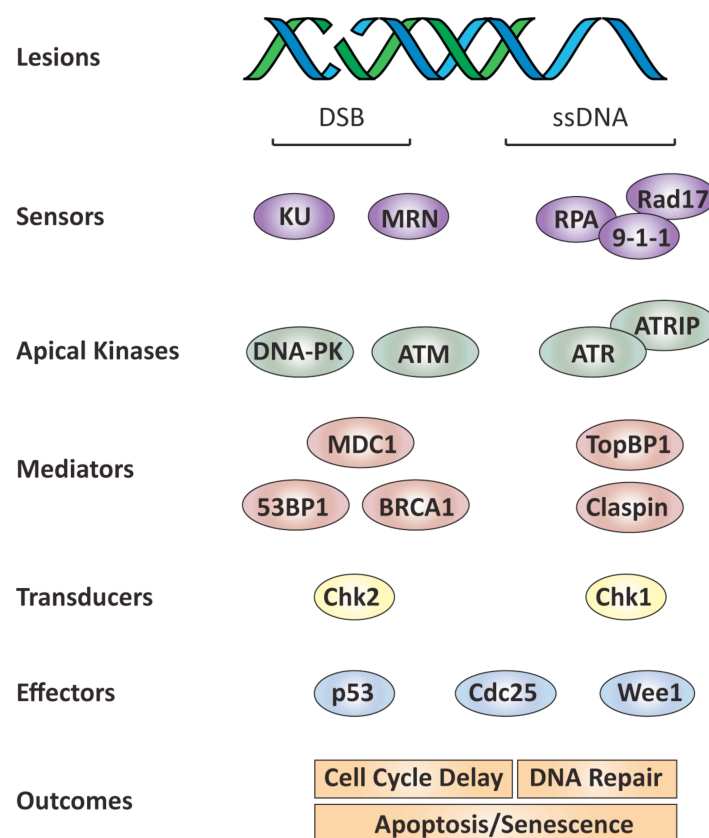 Lesions
DSB ssDNA
Sensors KU MRN RPA Rad17
9-1-1
Apical Kinases DNA-PK ATM ATR ATRIP
Mediators MDC1 TopBP1
53BP1 BRCA1 Claspin
Transducers Chk2 Chk1
Effectors p53 Cdc25 Wee1
Outcomes Cell Cycle Delay DNA Repair
Apoptosis/Senescence